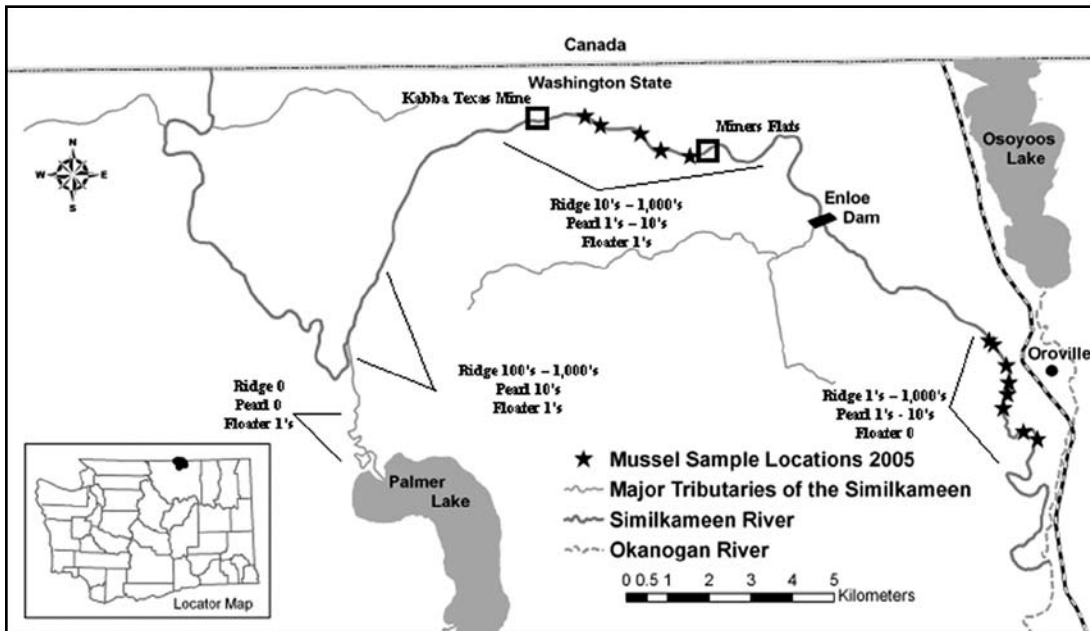 Canada
Washington State
Kabba Texas Mine
Miners Flats
Osoyoos
Lake
N
W E
S
Enloe
Dam
Ridge 10's – 1,000's
Pearl 1's – 10's
Floater 1's
Oroville
Ridge 100's – 1,000's
Pearl 10's
Floater 1's
Ridge 0
Pearl 0
Floater 1's
Ridge 1's – 1,000's
Pearl 1's - 10's
Floater 0
Palmer
Lake
Mussel Sample Locations 2005
Major Tributaries of the Similkameen
Similkameen River
Okanogan River
0 0.5 1 2 3 4 5
Kilometers
Locator Map